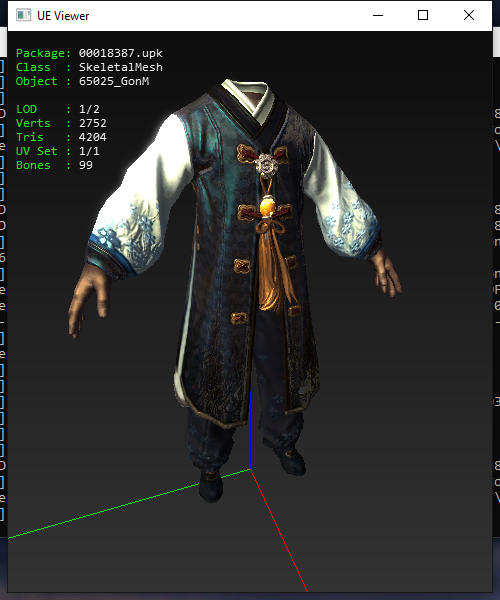 UE Viewer
Package: 00018387.upk
Class : SkeletalMesh
Object : 65025_GonM
LOD : 1/2
Verts : 2752
Tris : 4204
UV Set : 1/1
Bones : 99